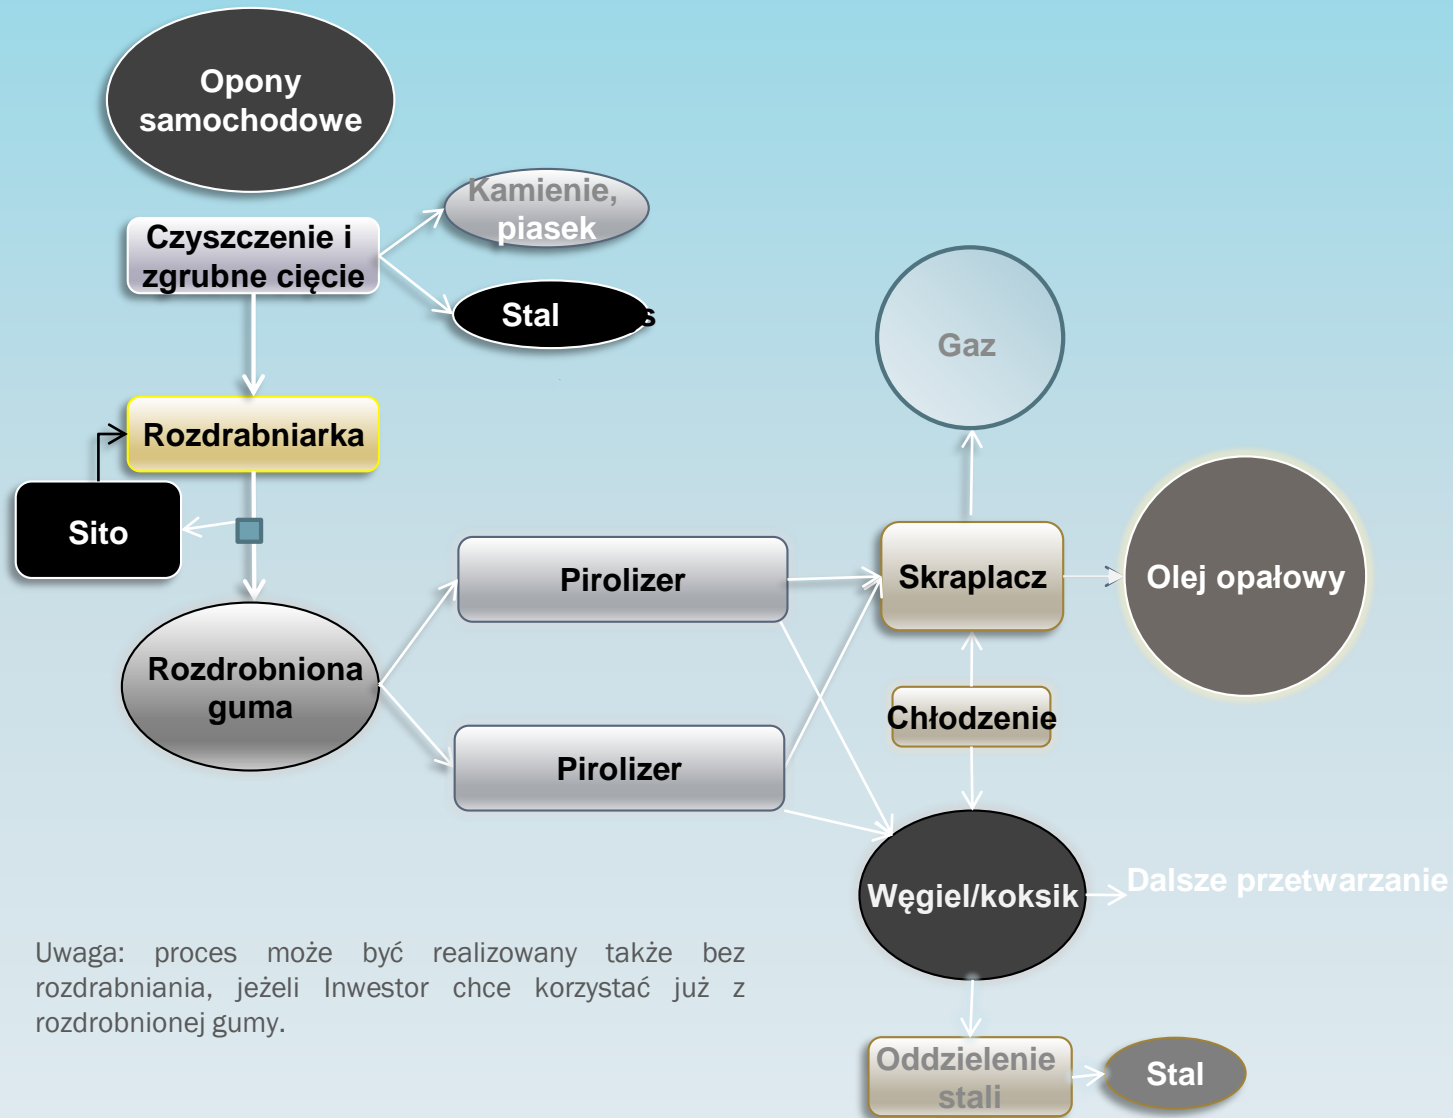 Opony
samochodowe
Kamienie,
piasek
Czyszczenie i
zgrubne cięcie
Stal s
Gaz
Rozdrabniarka
Sito
Pirolizer
Skraplacz
Olej opałowy
Rozdrobniona
guma
Chłodzenie
Pirolizer
Węgiel/koksik
Dalsze przetwarzanie
Uwaga: proces może być realizowany także bez
rozdrabniania, jeżeli Inwestor chce korzystać już z
rozdrobnionej gumy.
Oddzielenie
stali
Stal